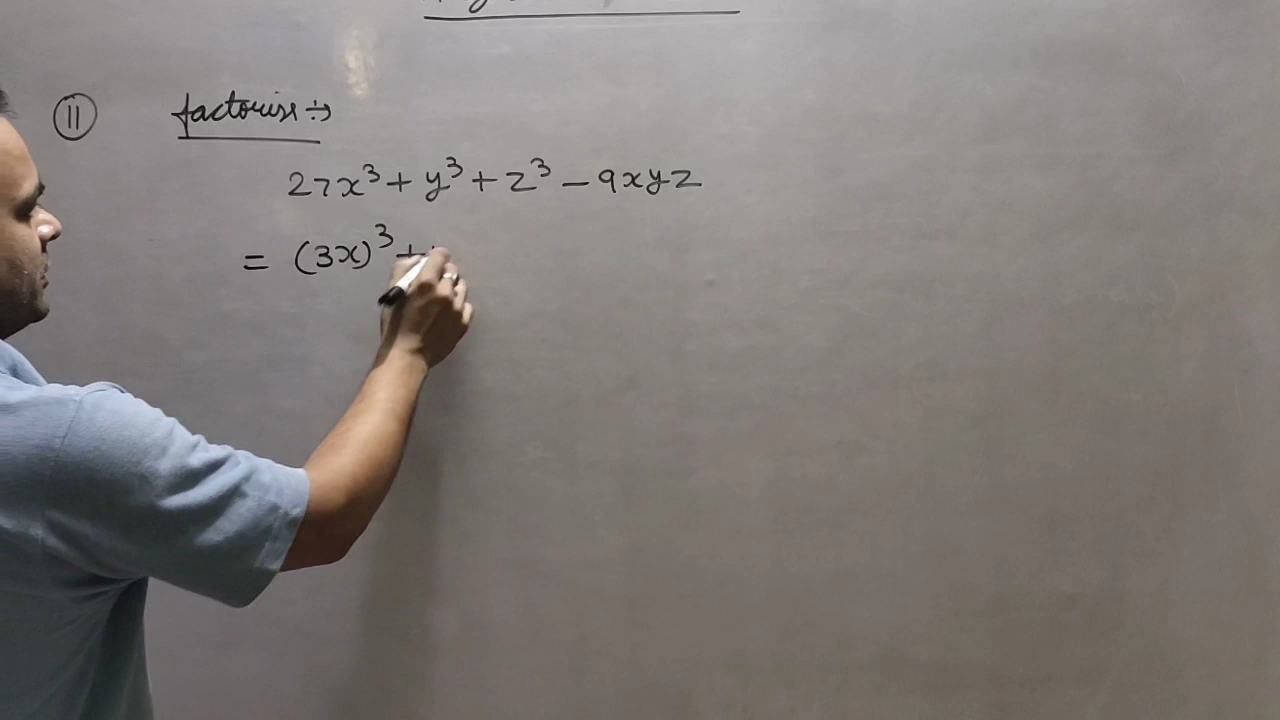 11 factorise :→
27x³ + y³ + z³ − 9xyz
= (3x)³ +